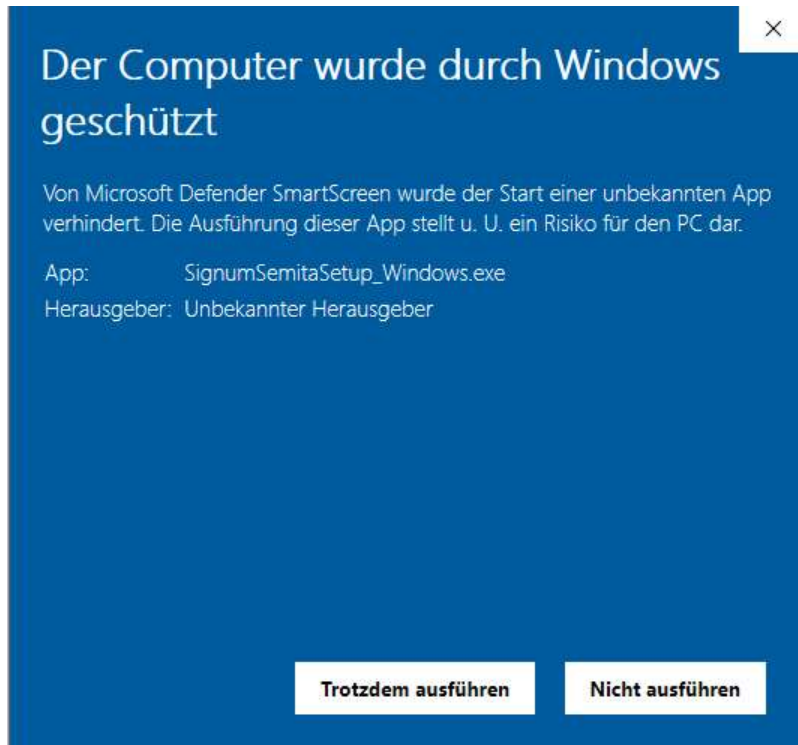 Der Computer wurde durch Windows
geschützt
Von Microsoft Defender SmartScreen wurde der Start einer unbekannten App
verhindert. Die Ausführung dieser App stellt u. U. ein Risiko für den PC dar.
App: SignumSemitaSetup_Windows.exe
Herausgeber: Unbekannter Herausgeber
Trotzdem ausführen Nicht ausführen